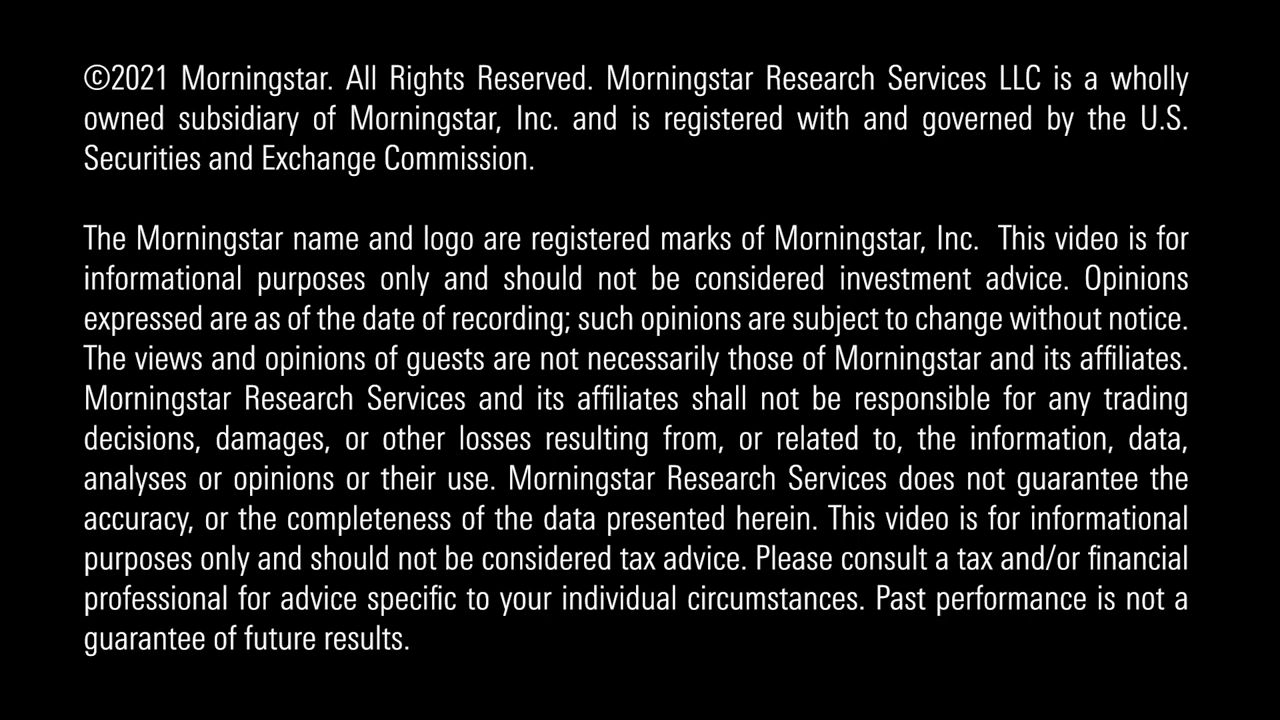 ©2021 Morningstar. All Rights Reserved. Morningstar Research Services LLC is a wholly
owned subsidiary of Morningstar, Inc. and is registered with and governed by the U.S.
Securities and Exchange Commission.
The Morningstar name and logo are registered marks of Morningstar, Inc.  This video is for
informational purposes only and should not be considered investment advice. Opinions
expressed are as of the date of recording; such opinions are subject to change without notice.
The views and opinions of guests are not necessarily those of Morningstar and its affiliates.
Morningstar Research Services and its affiliates shall not be responsible for any trading
decisions, damages, or other losses resulting from, or related to, the information, data,
analyses or opinions or their use. Morningstar Research Services does not guarantee the
accuracy, or the completeness of the data presented herein. This video is for informational
purposes only and should not be considered tax advice. Please consult a tax and/or financial
professional for advice specific to your individual circumstances. Past performance is not a
guarantee of future results.